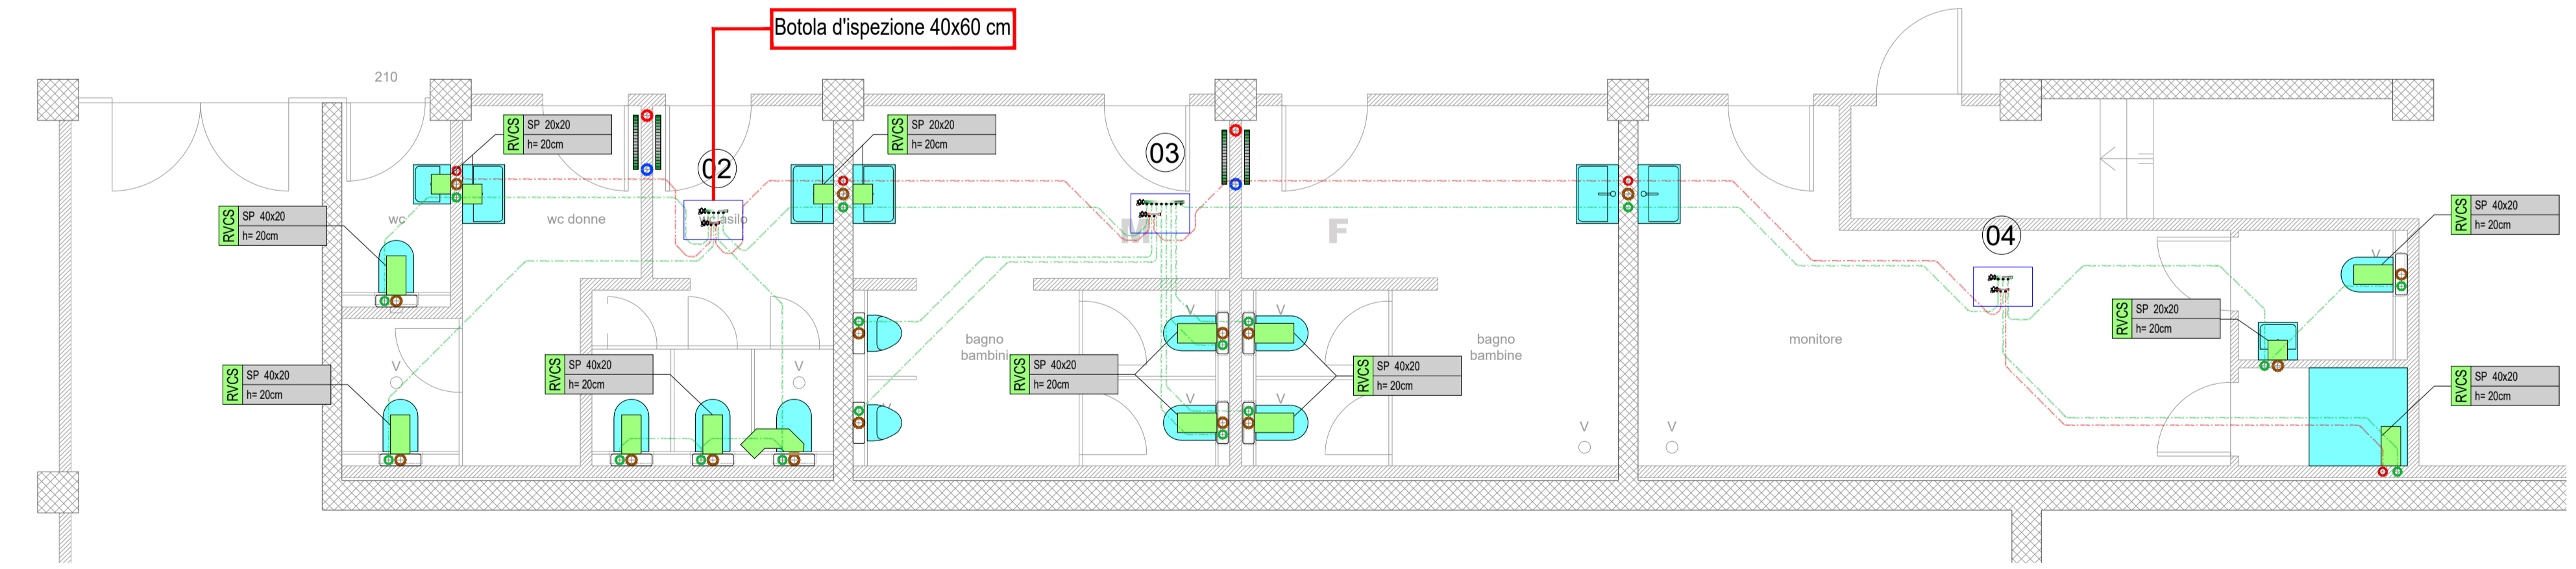 Botola d'ispezione 40x60 cm
210
RVCS
SP 20x20
h= 20cm
RVCS
SP 20x20
h= 20cm
02
03
RVCS
SP 40x20
h= 20cm
wc
wc donne
wc asilo
M
F
RVCS
SP 40x20
h= 20cm
04
V
RVCS
SP 20x20
h= 20cm
V
V
bagno
bambini
bagno
bambine
monitore
RVCS
SP 40x20
h= 20cm
V
RVCS
SP 40x20
h= 20cm
V
RVCS
SP 40x20
h= 20cm
RVCS
SP 40x20
h= 20cm
RVCS
SP 40x20
h= 20cm
V
V
V
V
V